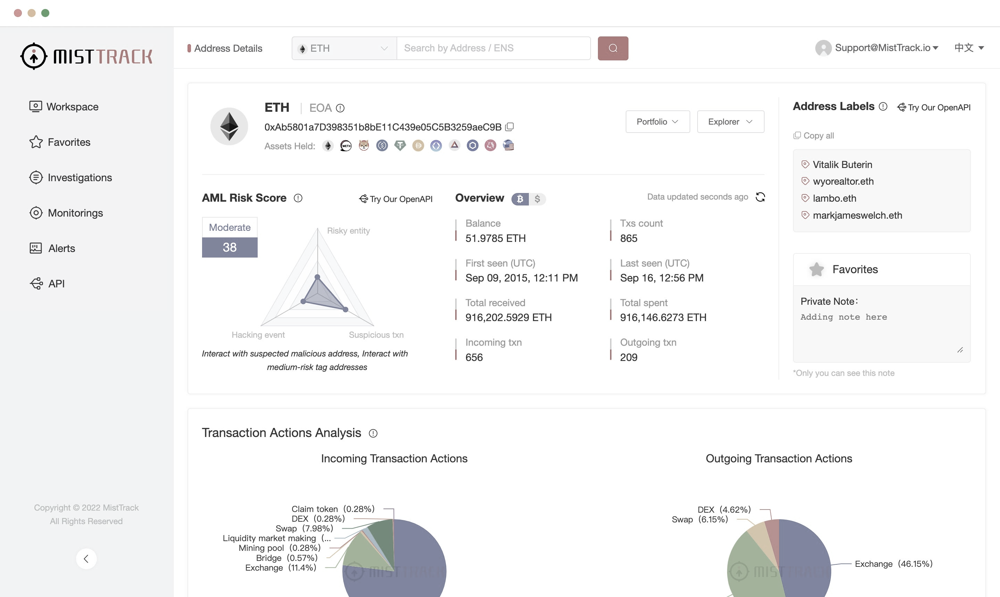 MISTTRACK
Workspace
Favorites
Investigations
Monitorings
Alerts
API
Copyright © 2022 MistTrack
All Rights Reserved
Address Details
ETH
Search by Address / ENS
Support@MistTrack.io
中文
ETH
EOA
0xAb5801a7D398351b8bE11C439e05C5B3259aeC9B
Assets Held:
WETH
Portfolio
Explorer
AML Risk Score
Try Our OpenAPI
Moderate
38
Risky entity
Hacking event
Suspicious txn
Interact with suspected malicious address, Interact with
medium-risk tag addresses
Overview
$
Data updated seconds ago
Balance
51.9785 ETH
Txs count
865
First seen (UTC)
Sep 09, 2015, 12:11 PM
Last seen (UTC)
Sep 16, 12:56 PM
Total received
916,202.5929 ETH
Total spent
916,146.6273 ETH
Incoming txn
656
Outgoing txn
209
Address Labels
Try Our OpenAPI
Copy all
Vitalik Buterin
wyorealtor.eth
lambo.eth
markjameswelch.eth
Favorites
Private Note:
Adding note here
*Only you can see this note
Transaction Actions Analysis
Incoming Transaction Actions
Claim token (0.28%)
DEX (0.28%)
Swap (7.98%)
Liquidity market making (...
Mining pool (0.28%)
Bridge (0.57%)
Exchange (11.4%)
MISTTRACK
Outgoing Transaction Actions
DEX (4.62%)
Swap (6.15%)
Exchange (46.15%)
MISTTRACK